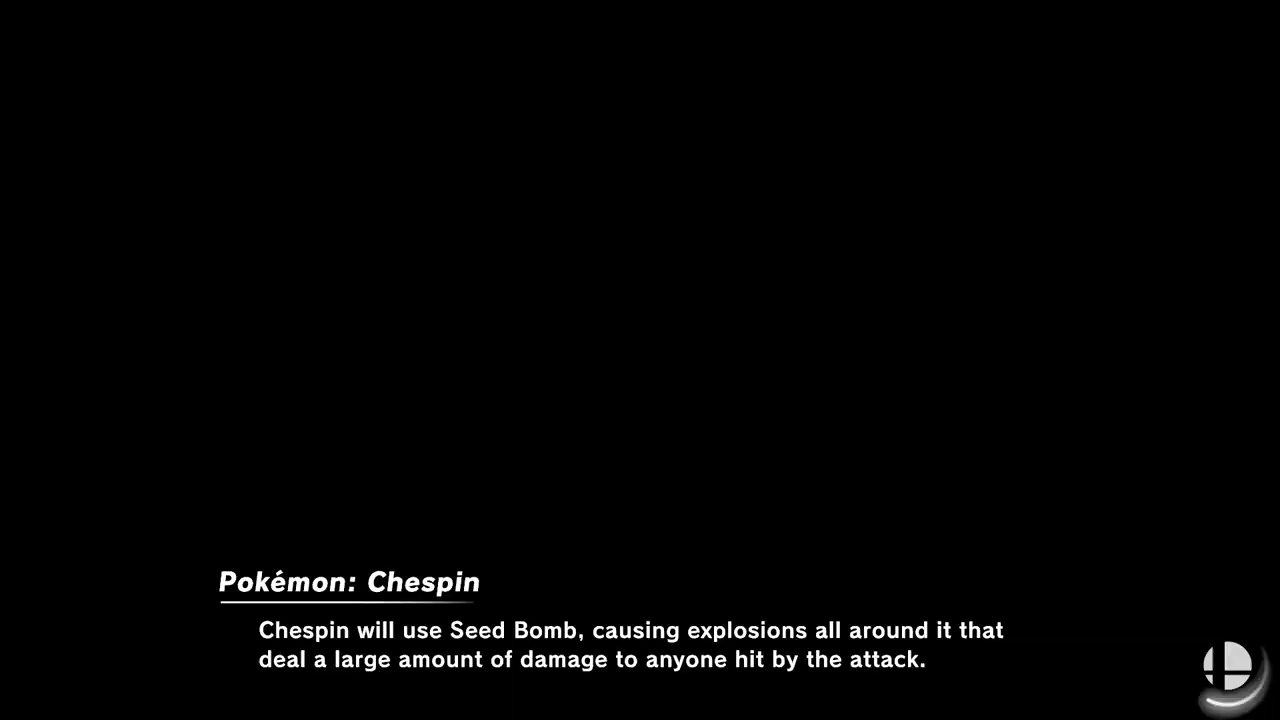 Pokémon: Chespin
Chespin will use Seed Bomb, causing explosions all around it that
deal a large amount of damage to anyone hit by the attack.